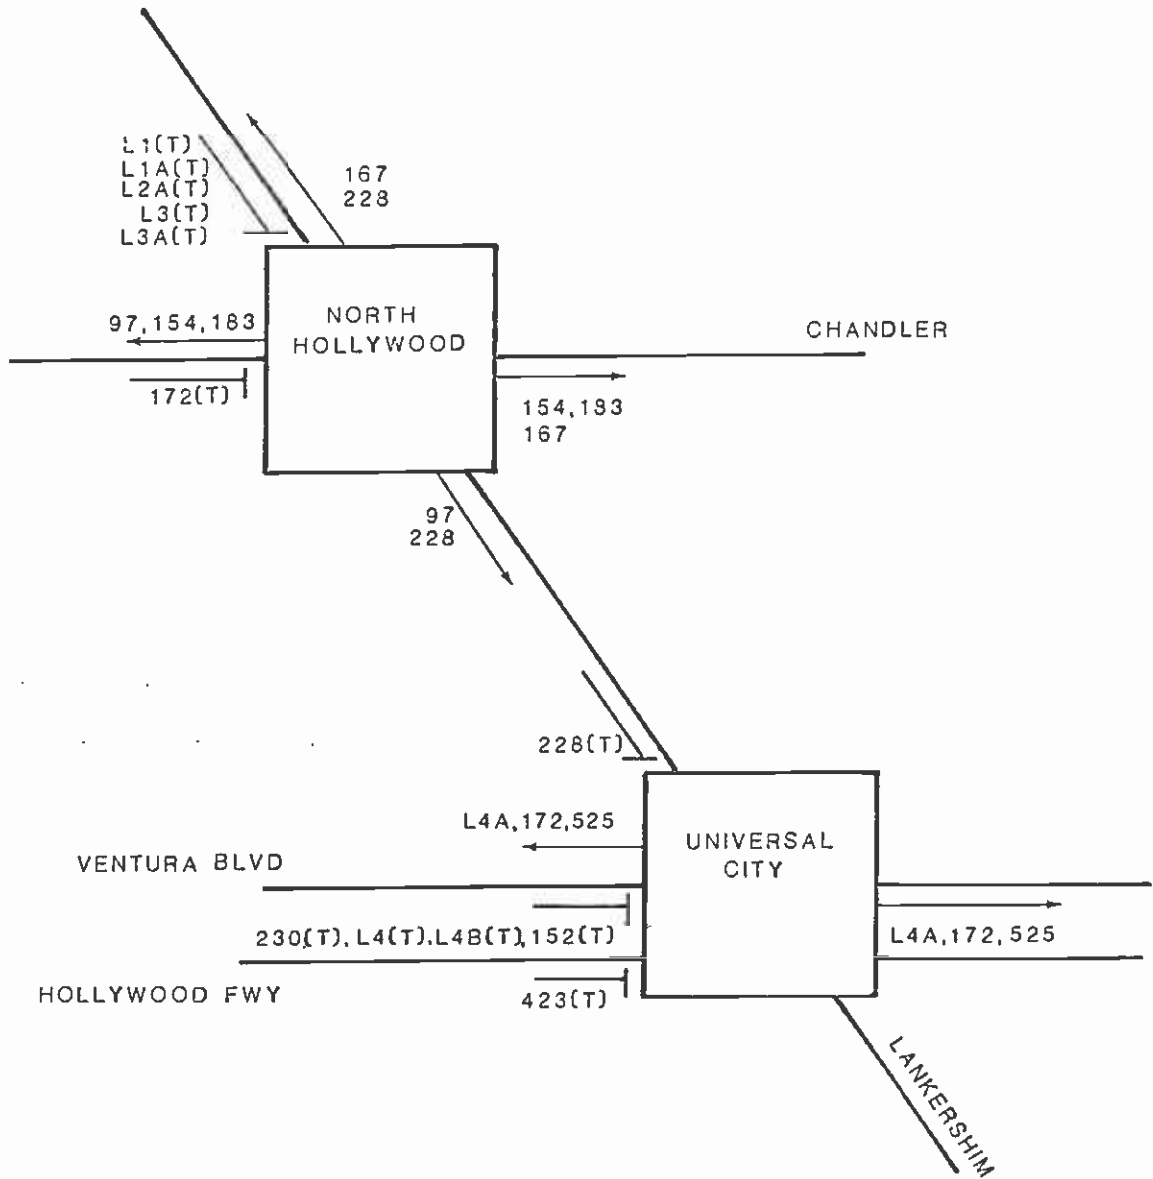 L1(T)
L1A(T)
L2A(T)
L3(T)
L3A(T)
167
228
97,154,183
NORTH
HOLLYWOOD
CHANDLER
172(T)
154,183
167
97
228
228(T)
L4A,172,525
UNIVERSAL
CITY
VENTURA BLVD
230(T), L4(T).L4B(T),152(T)
L4A,172,525
HOLLYWOOD FWY
423(T)
LANKERSHIM